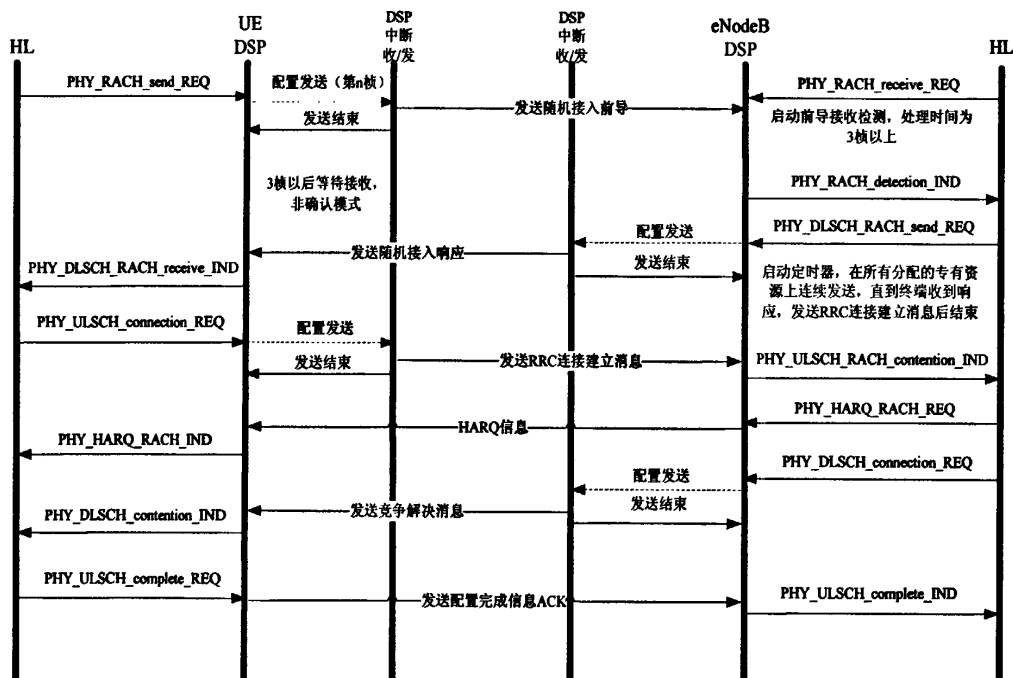 HL
UE
DSP
DSP
中断
收/发
DSP
中断
收/发
eNodeB
DSP
HL
PHY_RACH_send_REQ
配置发送（第n桢）
发送随机接入前导
PHY_RACH_receive_REQ
发送结束
启动前导接收检测，处理时间为
3桢以上
3桢以后等待接收，
非确认模式
PHY_RACH_detection_IND
PHY_DLSCH_RACH_send_REQ
配置发送
发送随机接入响应
PHY_DLSCH_RACH_receive_IND
发送结束
启动定时器，在所有分配的专有资
源上连续发送，直到终端收到响
应，发送RRC连接建立消息后结束
PHY_ULSCH_connection_REQ
配置发送
发送RRC连接建立消息
PHY_ULSCH_RACH_contention_IND
发送结束
PHY_HARQ_RACH_REQ
HARQ信息
PHY_HARQ_RACH_IND
PHY_DLSCH_connection_REQ
配置发送
发送竞争解决消息
发送结束
PHY_DLSCH_contention_IND
PHY_ULSCH_complete_REQ
发送配置完成信息ACK
PHY_ULSCH_complete_IND